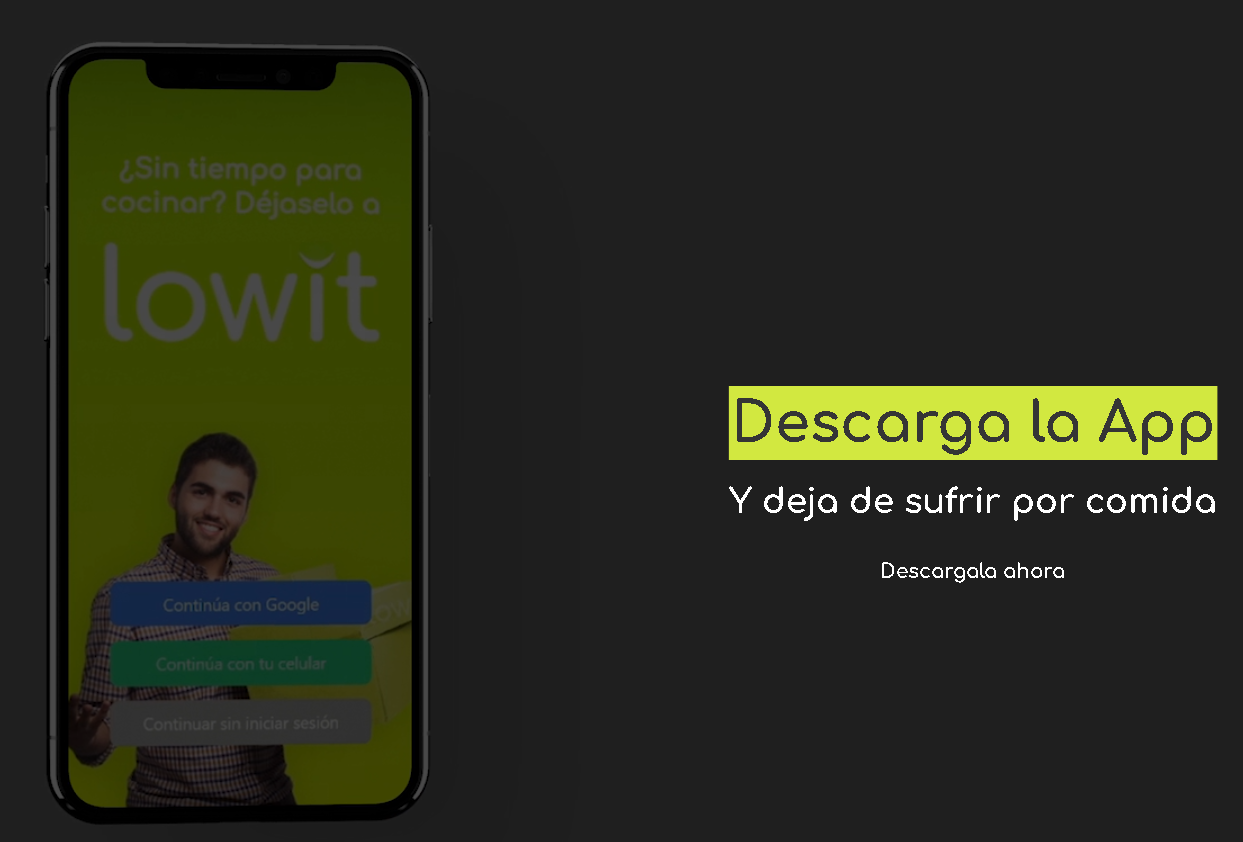 ¿Sin tiempo para
cocinar? Déjaselo a
lowit
Continúa con Google
Continúa con tu celular
Continuar sin iniciar sesión
Descarga la App
Y deja de sufrir por comida
Descargala ahora